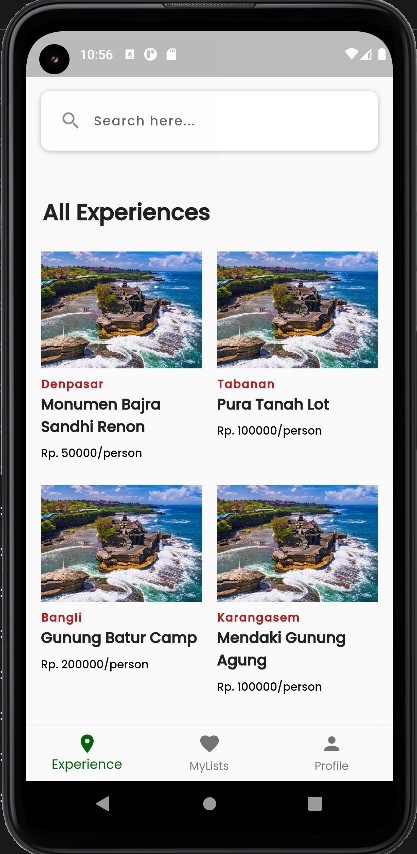 10:56
Search here...
All Experiences
Denpasar
Monumen Bajra
Sandhi Renon
Rp. 50000/person
Tabanan
Pura Tanah Lot
Rp. 100000/person
Bangli
Gunung Batur Camp
Rp. 200000/person
Karangasem
Mendaki Gunung
Agung
Rp. 100000/person
Experience
MyLists
Profile